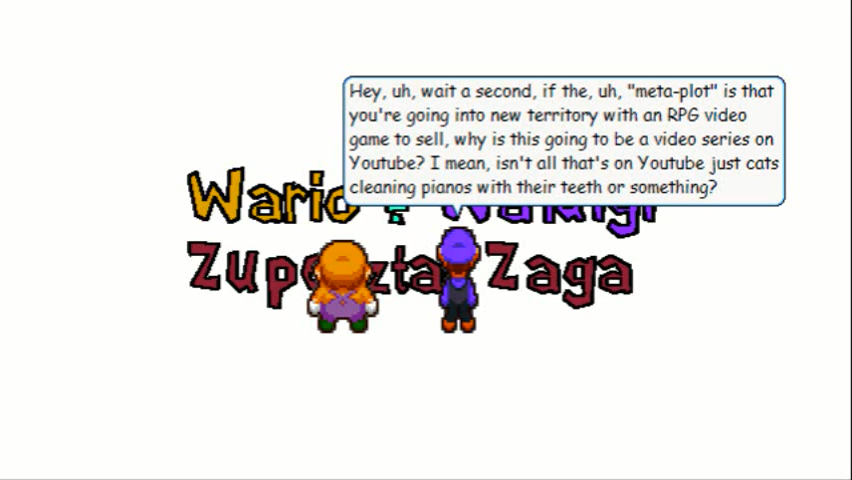 Hey, uh, wait a second, if the, uh, "meta-plot" is that
you're going into new territory with an RPG video
game to sell, why is this going to be a video series on
Youtube? I mean, isn't all that's on Youtube just cats
cleaning pianos with their teeth or something?
Wario
Zaga